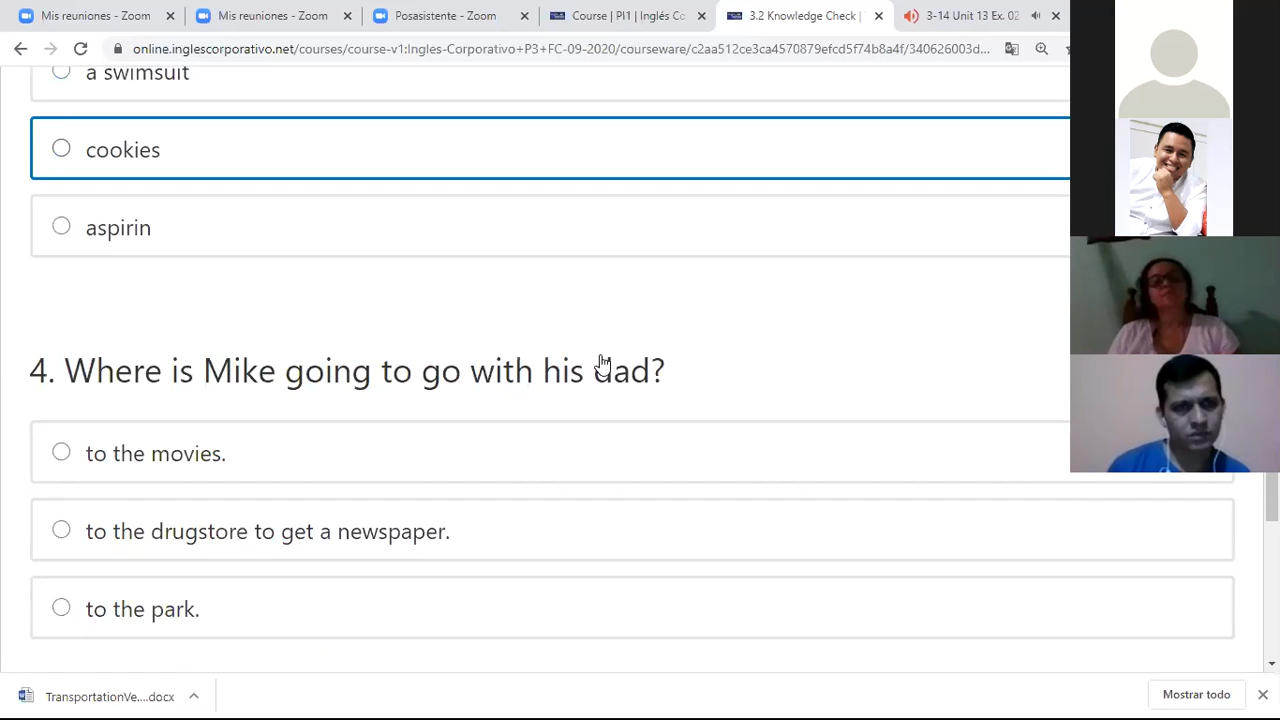 Mis reuniones - Zoom
Mis reuniones - Zoom
Posasistente - Zoom
Course | PI1 | Inglés Co
3.2 Knowledge Check |
3-14 Unit 13 Ex. 02
online.inglescorporativo.net/courses/course-v1:Ingles-Corporativo+P3+FC-09-2020/courseware/c2aa512ce3ca4570879efcd5f74b8a4f/340626003d...
a swimsuit
cookies
aspirin
4. Where is Mike going to go with his dad?
to the movies.
to the drugstore to get a newspaper.
to the park.
TransportationVe....docx
Mostrar todo